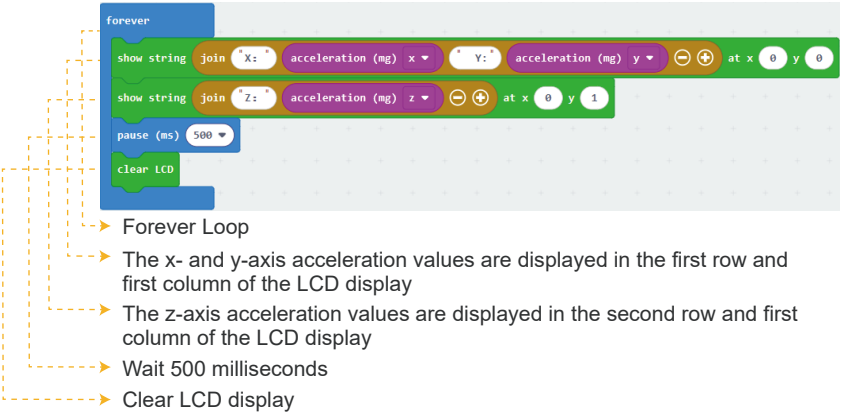 forever
show string join "X: " acceleration (mg) x " Y:" acceleration (mg) y at x 0 y 0
show string join "Z: " acceleration (mg) z at x 0 y 1
pause (ms) 500
clear LCD
Forever Loop
The x- and y-axis acceleration values are displayed in the first row and
first column of the LCD display
The z-axis acceleration values are displayed in the second row and first
column of the LCD display
Wait 500 milliseconds
Clear LCD display